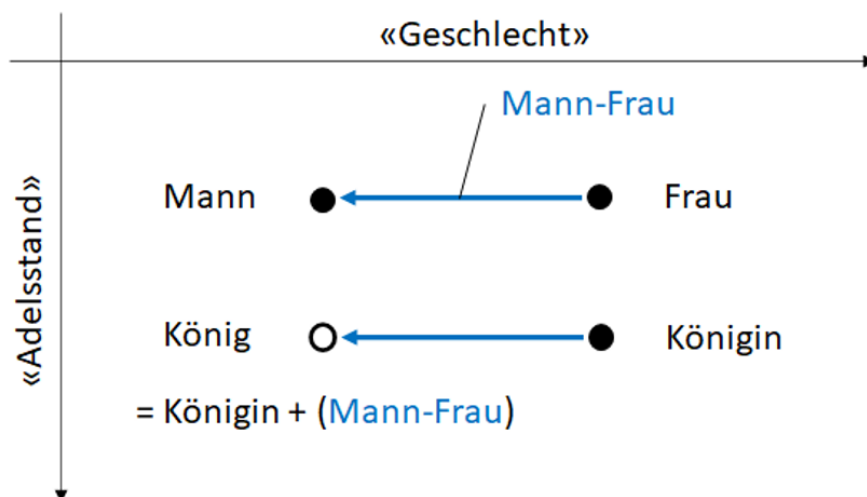 «Geschlecht»
Mann-Frau
«Adelsstand»
Mann
Frau
König
Königin
= Königin + (Mann-Frau)